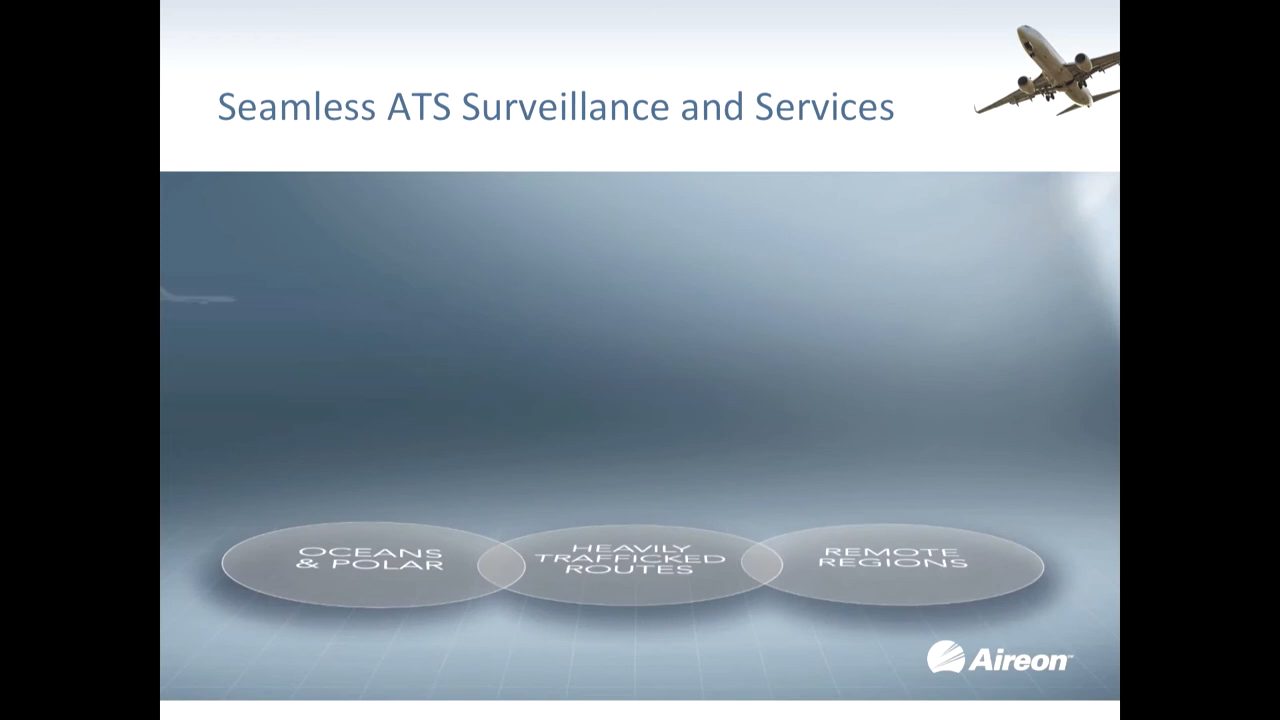 Seamless ATS Surveillance and Services
OCEANS
& POLAR
HEAVILY
TRAFFICKED
ROUTES
REMOTE
REGIONS
Aireon